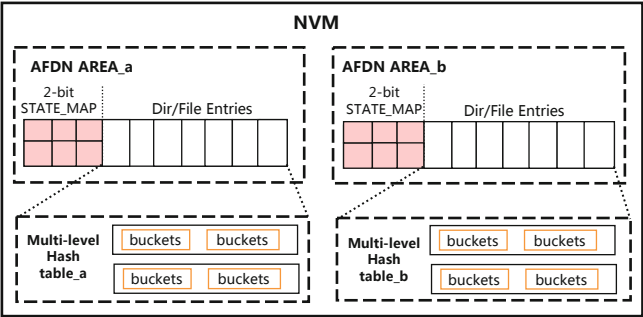 NVM
AFDN AREA_a
2-bit
STATE_MAP
Dir/File Entries
Multi-level
Hash
table_a
buckets buckets
buckets buckets
AFDN AREA_b
2-bit
STATE_MAP
Dir/File Entries
Multi-level
Hash
table_b
buckets buckets
buckets buckets